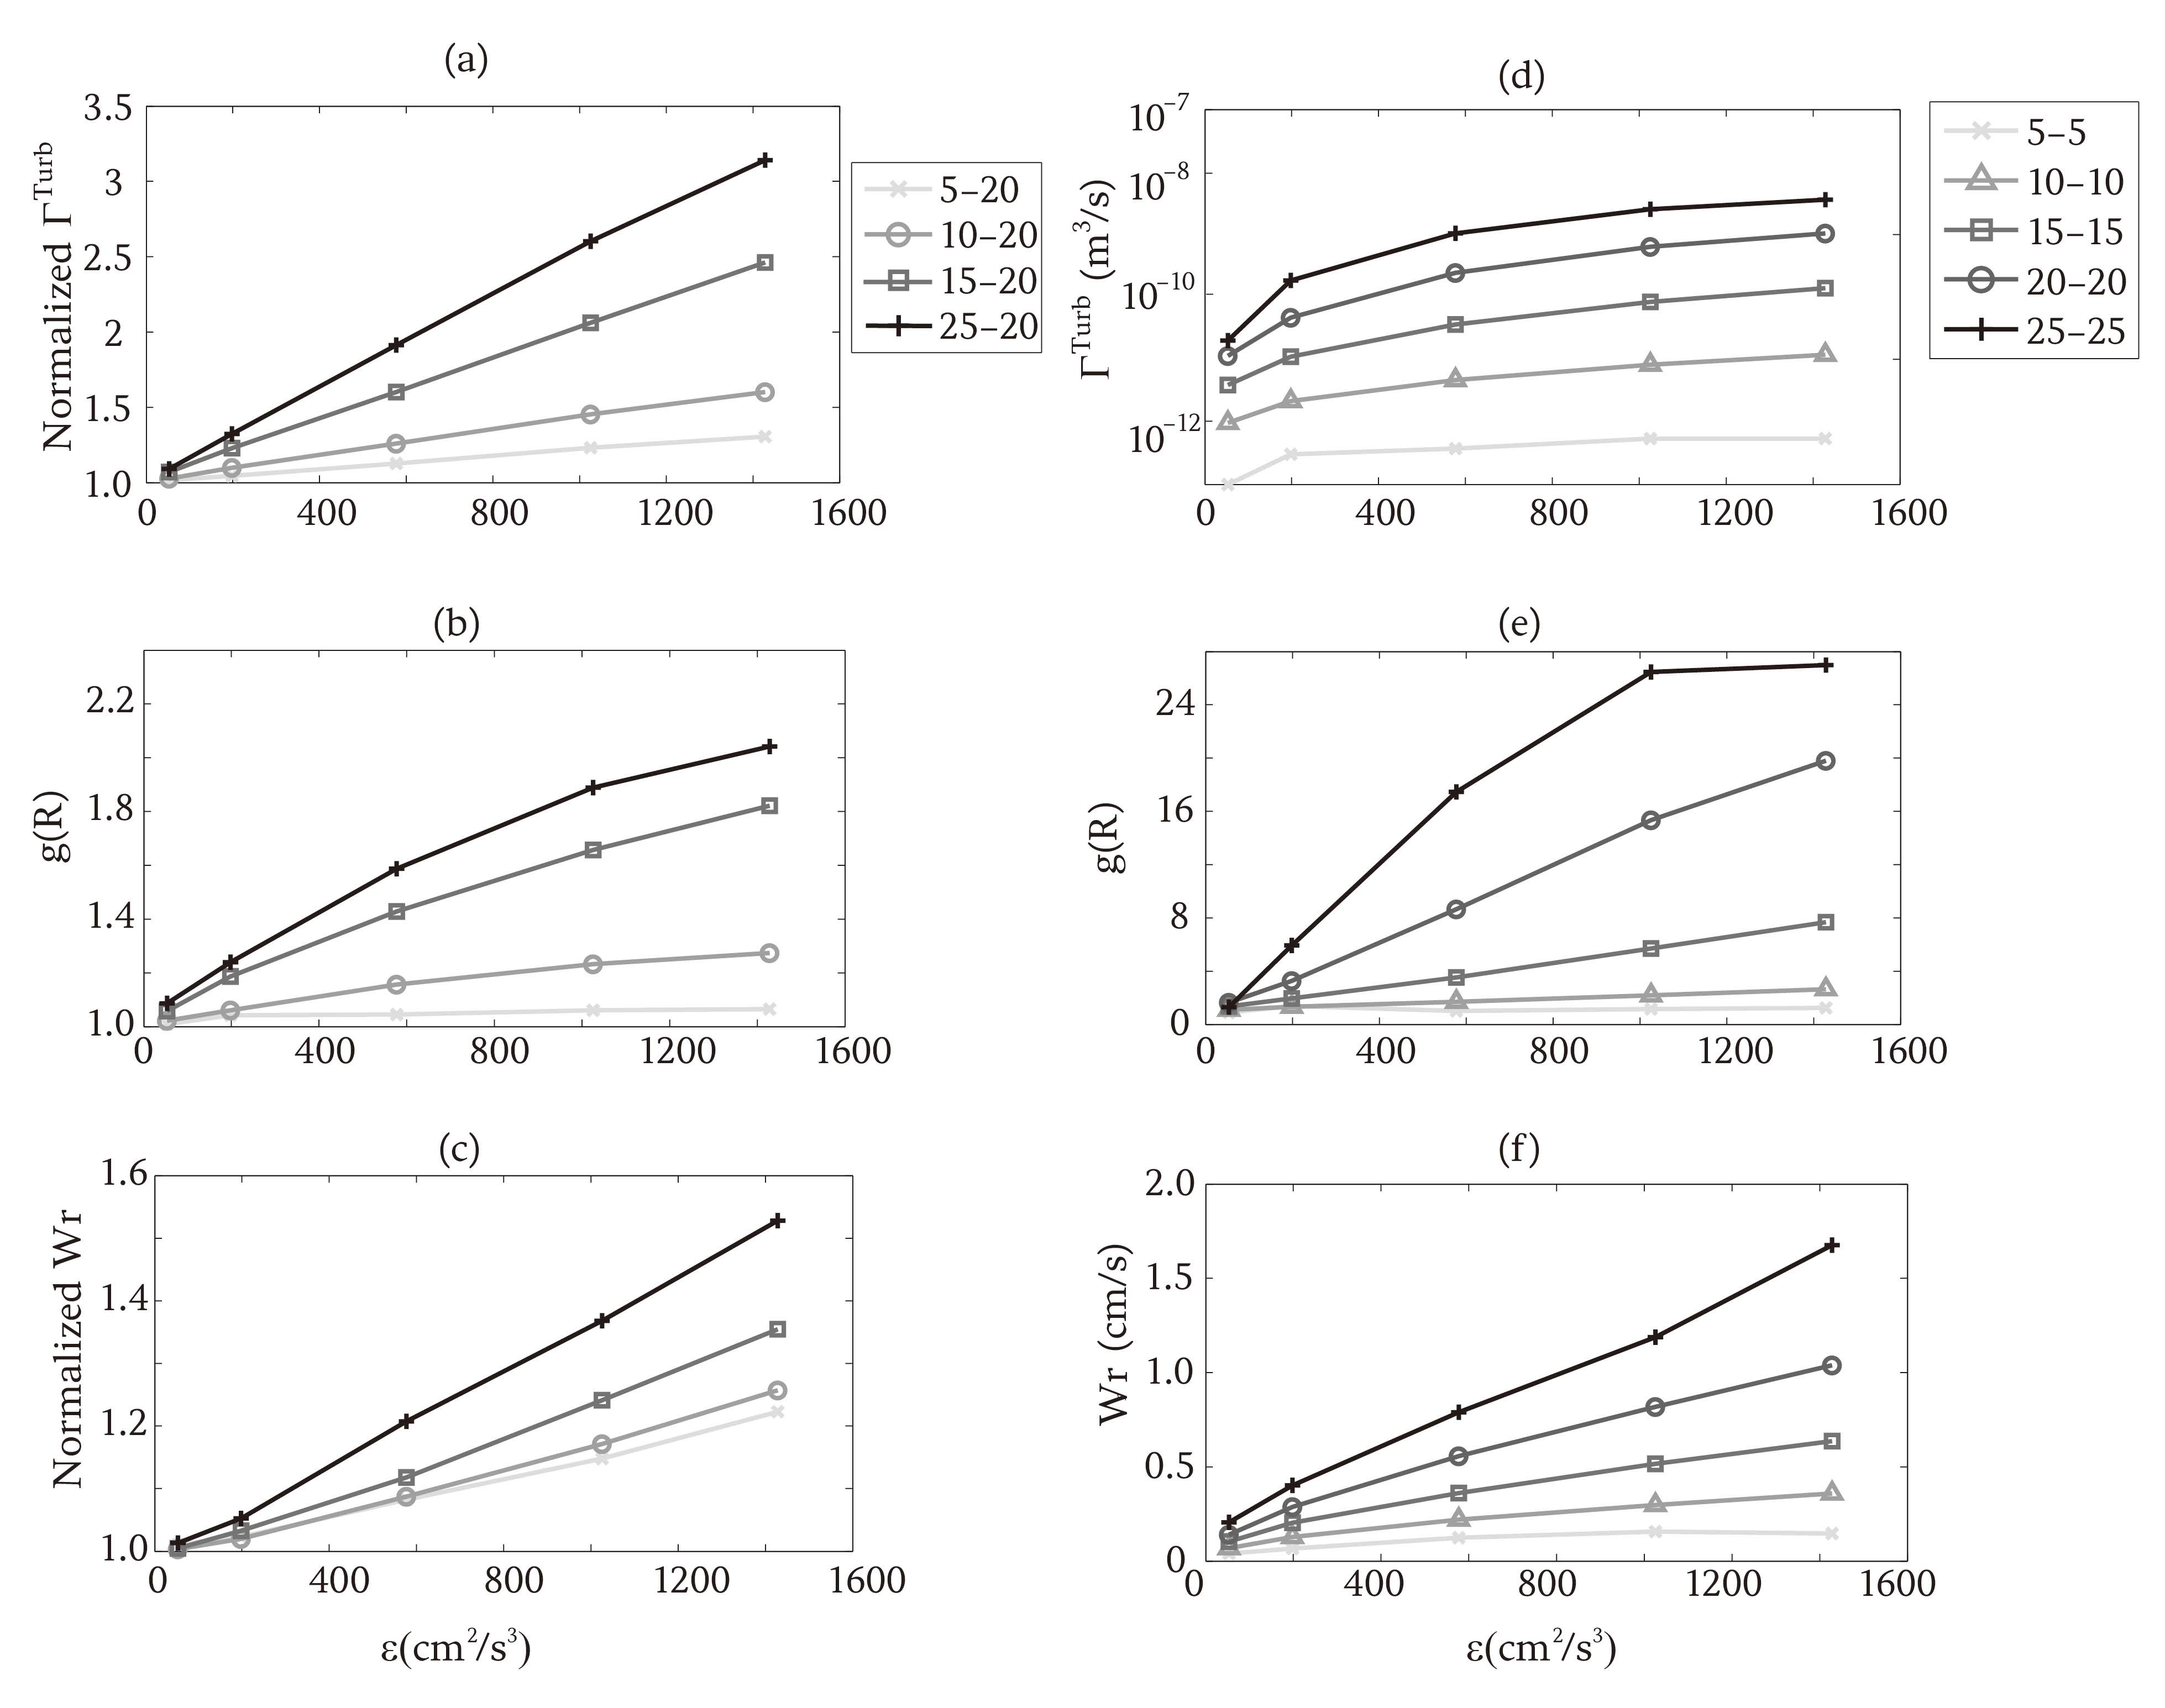 (a)
Normalized Γ^Turb
3.5
3
2.5
2
1.5
1.0
0 400 800 1200 1600
5–20
10–20
15–20
25–20
(d)
Γ^Turb (m^3/s)
10^−7
10^−8
10^−10
10^−12
0 400 800 1200 1600
5–5
10–10
15–15
20–20
25–25
(b)
g(R)
2.2
1.8
1.4
1.0
0 400 800 1200 1600
(e)
g(R)
24
16
8
0
0 400 800 1200 1600
(c)
Normalized Wr
1.6
1.4
1.2
1.0
0 400 800 1200 1600
ε(cm^2/s^3)
(f)
Wr (cm/s)
2.0
1.5
1.0
0.5
0
0 400 800 1200 1600
ε(cm^2/s^3)